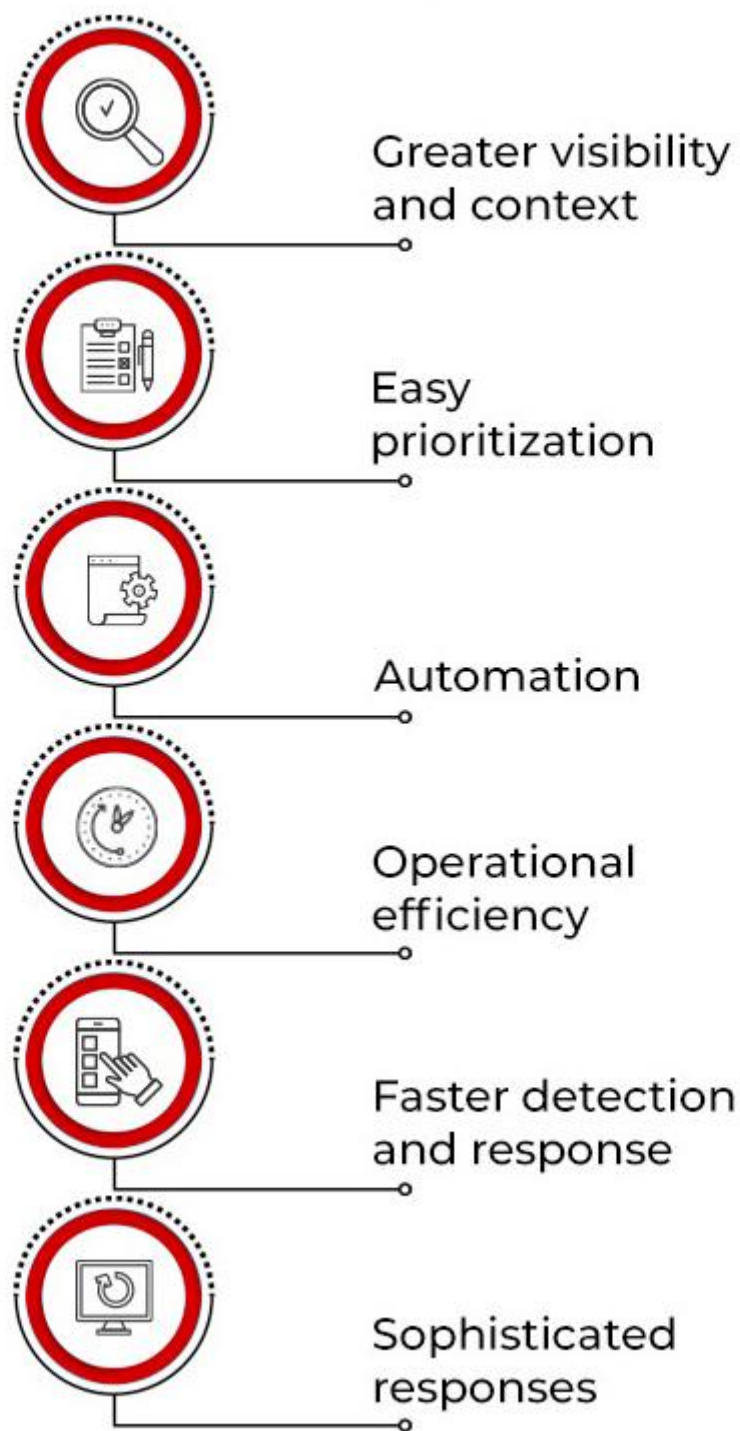 Greater visibility
and context
Easy
prioritization
Automation
Operational
efficiency
Faster detection
and response
Sophisticated
responses